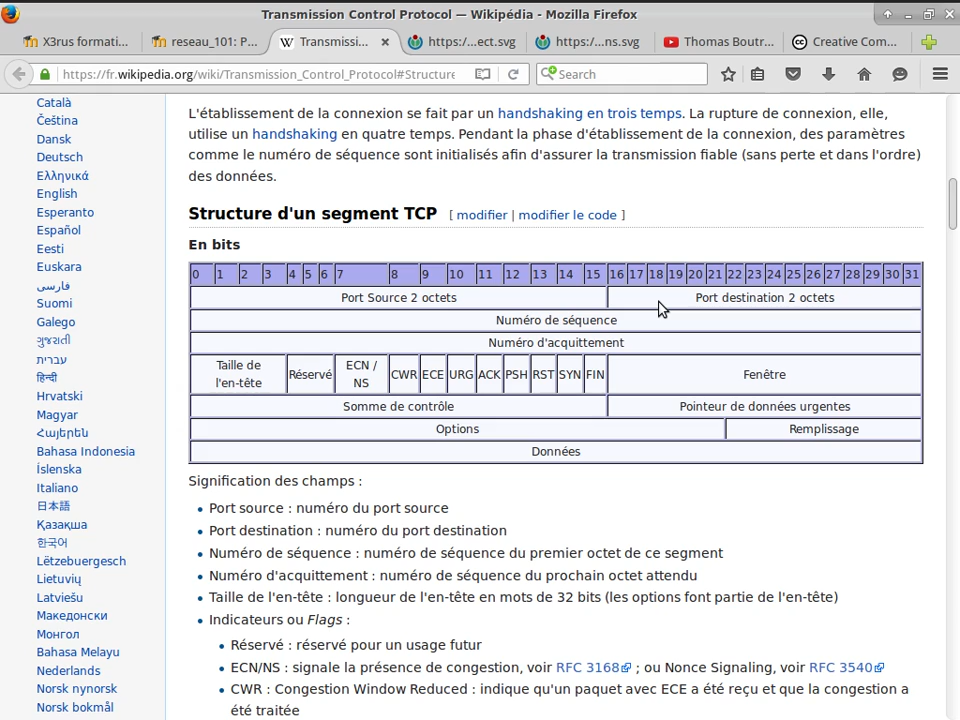 Transmission Control Protocol — Wikipédia - Mozilla Firefox
X3rus formati...
reseau_101: P...
Transmissi...
https:/...ect.svg
https:/...ns.svg
Thomas Boutr...
Creative Com...
https://fr.wikipedia.org/wiki/Transmission_Control_Protocol#Structure
Search
Català
Čeština
Dansk
Deutsch
Ελληνικά
English
Esperanto
Español
Eesti
Euskara
فارسی
Suomi
Galego
ગુજરાતી
עברית
हिन्दी
Hrvatski
Magyar
Հայերեն
Bahasa Indonesia
Íslenska
Italiano
日本語
Қазақша
한국어
Lëtzebuergesch
Lietuvių
Latviešu
Македонски
Монгол
Bahasa Melayu
Nederlands
Norsk nynorsk
Norsk bokmål
L'établissement de la connexion se fait par un handshaking en trois temps. La rupture de connexion, elle,
utilise un handshaking en quatre temps. Pendant la phase d'établissement de la connexion, des paramètres
comme le numéro de séquence sont initialisés afin d'assurer la transmission fiable (sans perte et dans l'ordre)
des données.
Structure d'un segment TCP [ modifier | modifier le code ]
En bits
0 1 2 3 4 5 6 7 8 9 10 11 12 13 14 15 16 17 18 19 20 21 22 23 24 25 26 27 28 29 30 31
Port Source 2 octets Port destination 2 octets
Numéro de séquence
Numéro d'acquittement
Taille de
l'en-tête
Réservé
ECN /
NS
CWR ECE URG ACK PSH RST SYN FIN Fenêtre
Somme de contrôle Pointeur de données urgentes
Options Remplissage
Données
Signification des champs :
• Port source : numéro du port source
• Port destination : numéro du port destination
• Numéro de séquence : numéro de séquence du premier octet de ce segment
• Numéro d'acquittement : numéro de séquence du prochain octet attendu
• Taille de l'en-tête : longueur de l'en-tête en mots de 32 bits (les options font partie de l'en-tête)
• Indicateurs ou Flags :
• Réservé : réservé pour un usage futur
• ECN/NS : signale la présence de congestion, voir RFC 3168 ; ou Nonce Signaling, voir RFC 3540
• CWR : Congestion Window Reduced : indique qu'un paquet avec ECE a été reçu et que la congestion a
été traitée